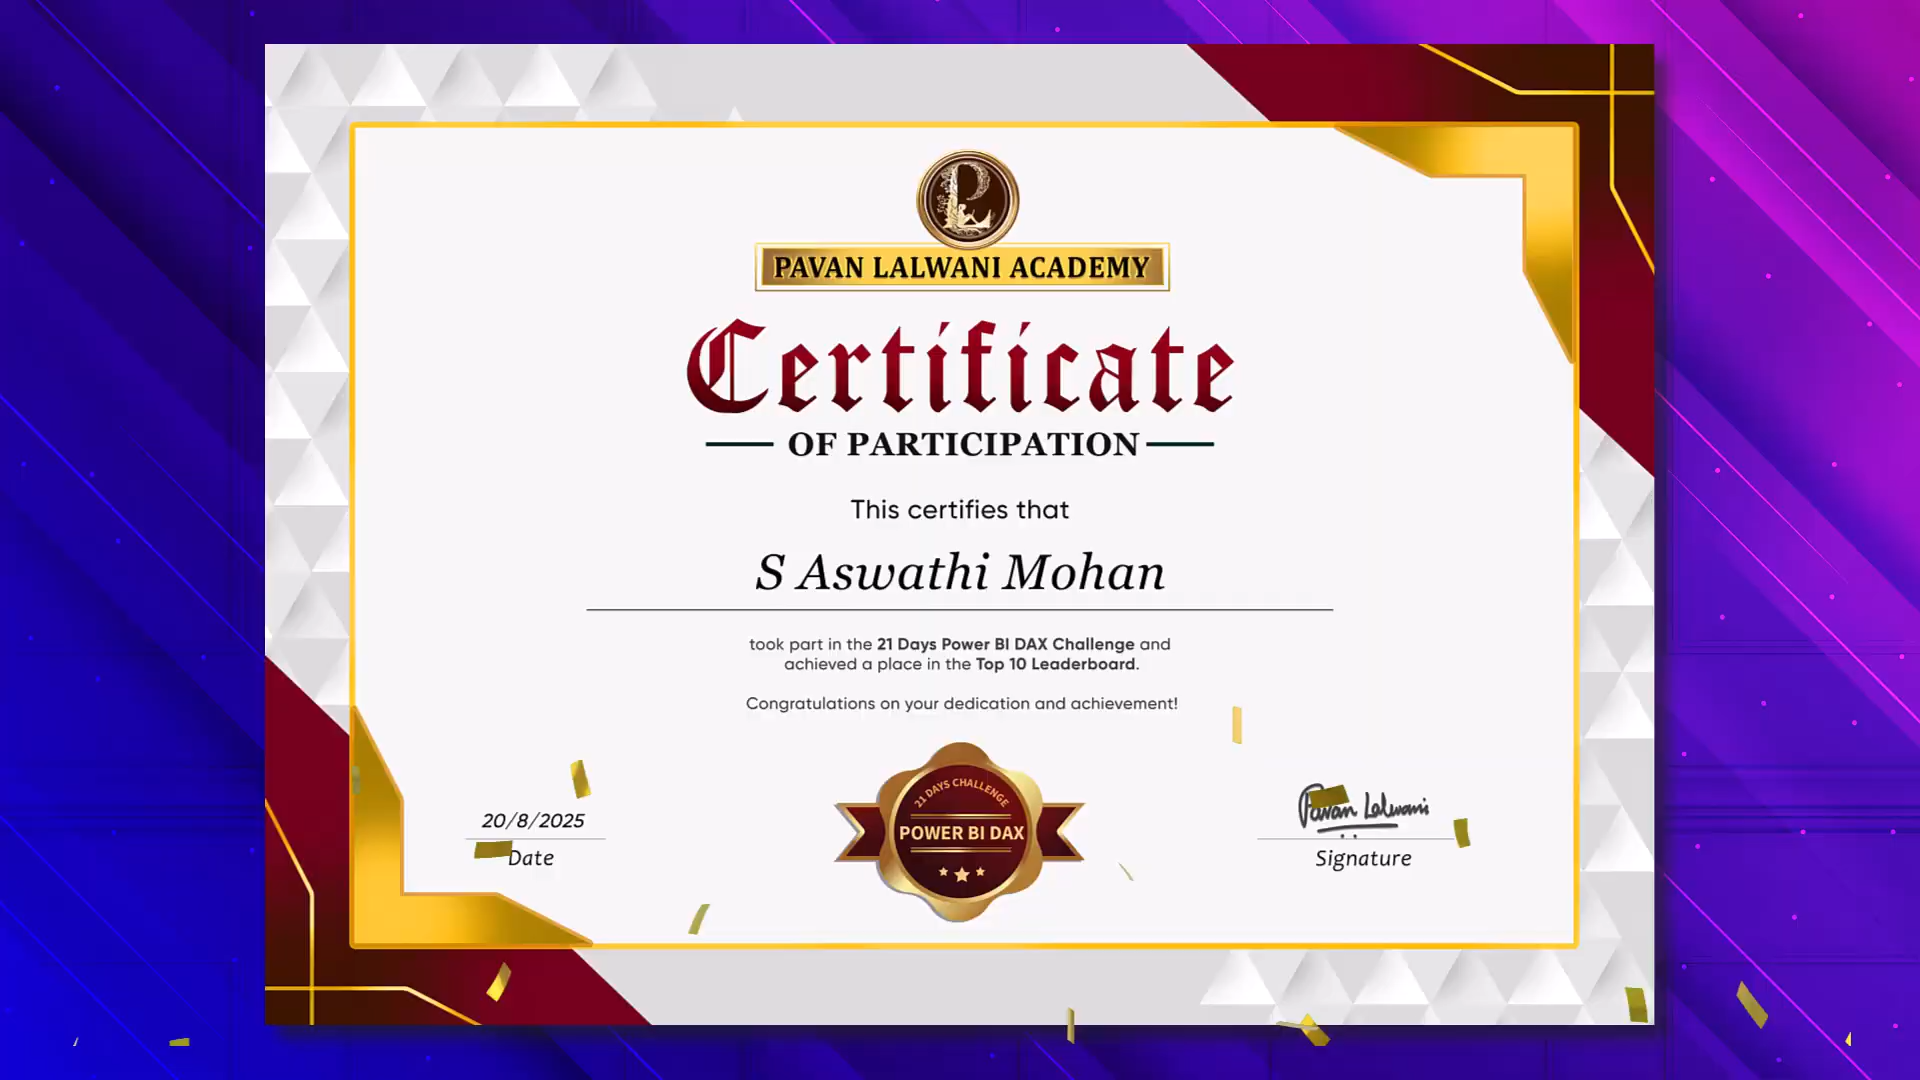 PAVAN LALWANI ACADEMY
Certificate
OF PARTICIPATION
This certifies that
S Aswathi Mohan
took part in the 21 Days Power BI DAX Challenge and
achieved a place in the Top 10 Leaderboard.
Congratulations on your dedication and achievement!
21 DAYS CHALLENGE
POWER BI DAX
20/8/2025
Date
Pavan Lalwani
Signature